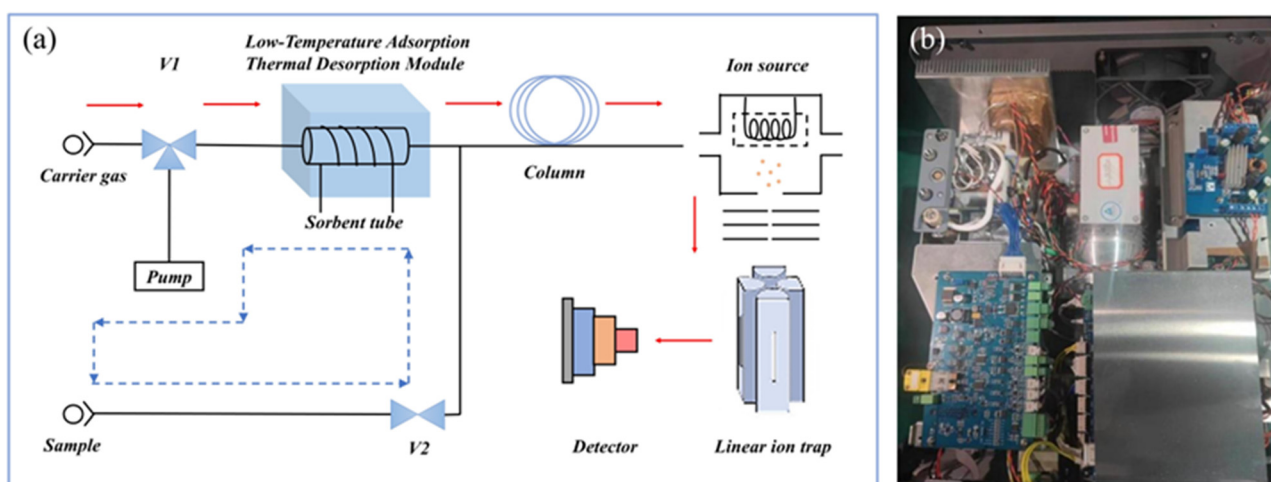 (a)
V1
Low-Temperature Adsorption
Thermal Desorption Module
Ion source
Carrier gas
Column
Sorbent tube
Pump
Sample
V2
Detector
Linear ion trap
(b)